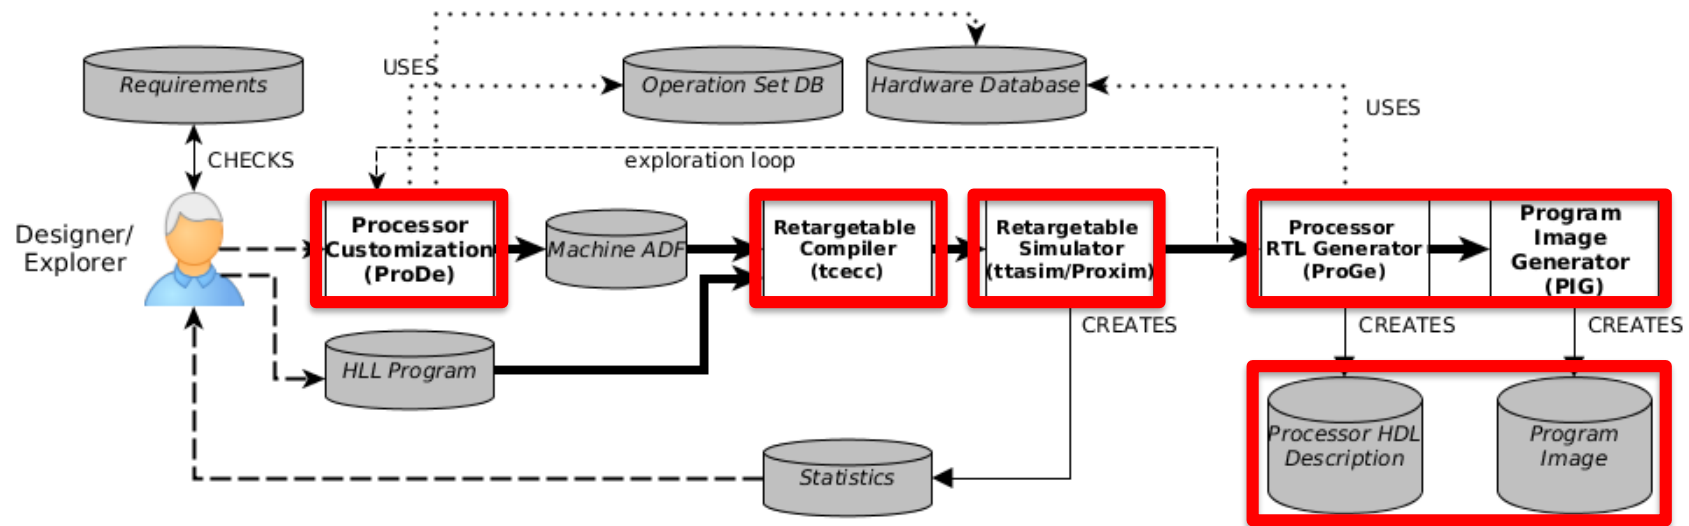 USES
Requirements
Operation Set DB
Hardware Database
USES
CHECKS
exploration loop
Designer/
Explorer
Processor
Customization
(ProDe)
Machine ADF
Retargetable
Compiler
(tcecc)
Retargetable
Simulator
(ttasim/Proxim)
Processor
RTL Generator
(ProGe)
Program
Image
Generator
(PIG)
CREATES
CREATES
CREATES
HLL Program
Processor HDL
Description
Program
Image
Statistics